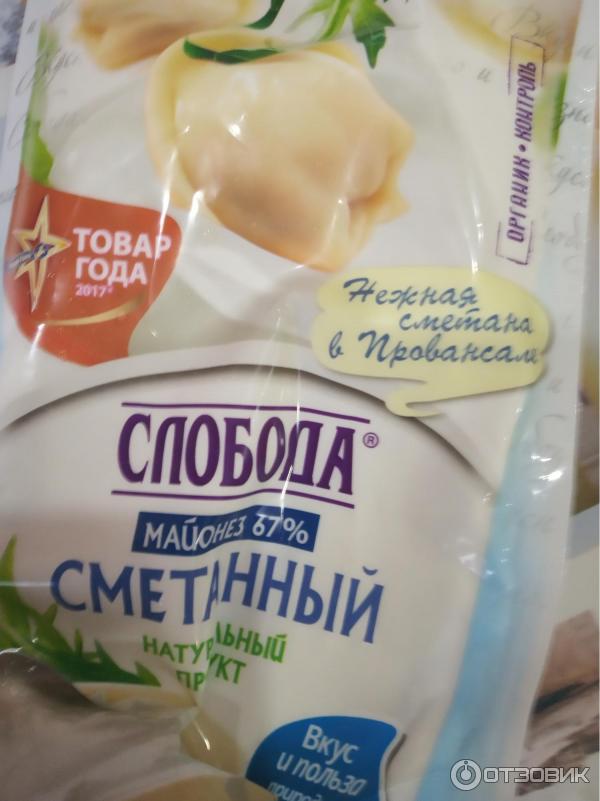 ОРГАНИК • КОНТРОЛЬ
ТОВАР
ГОДА
2017*
Нежная
сметана
в Провансале
СЛОБОДА®
МАЙОНЕЗ 67%
СМЕТАННЫЙ
Вкус
и польза
ОТЗОВИК